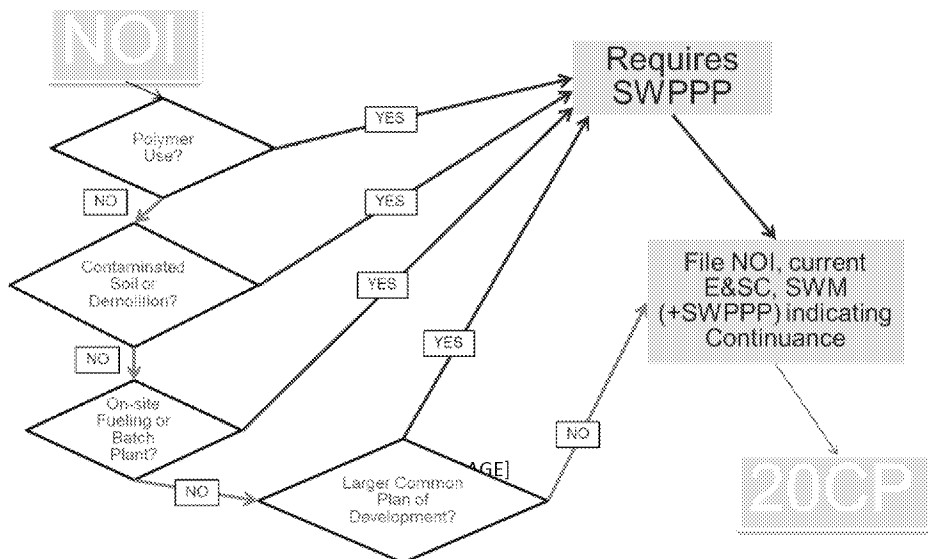 NOI
Requires
SWPPP
YES
Polymer
Use?
NO
YES
Contaminated
Soil or
Demolition?
YES
File NOI, current
E&SC, SWM
(+SWPPP) indicating
Continuance
NO
YES
On-site
Fueling or
Batch
Plant?
NO
AGE]
NO
Larger Common
Plan of
Development?
20CP